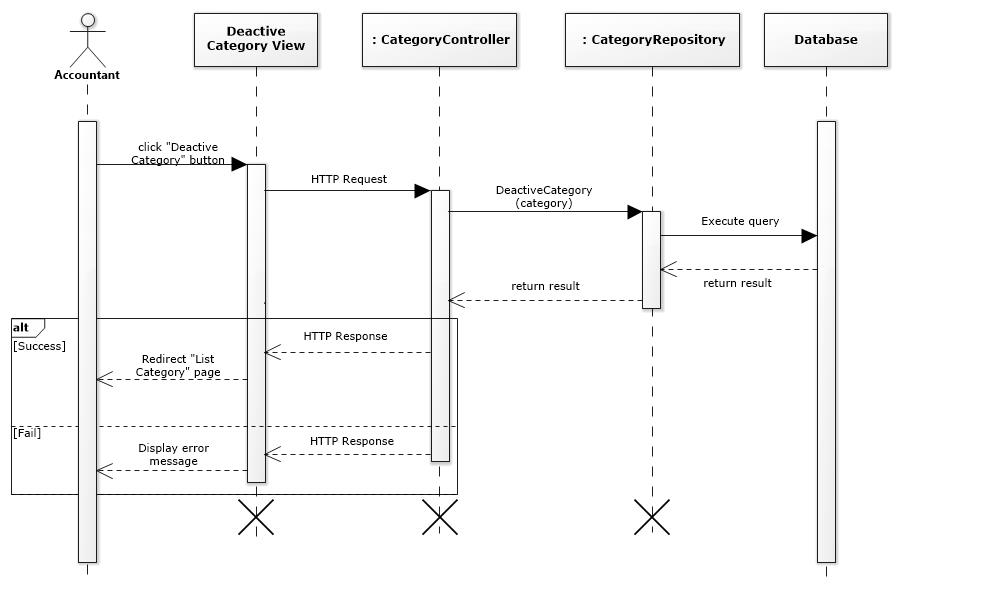 Accountant
Deactive
Category View
: CategoryController
: CategoryRepository
Database
click "Deactive
Category" button
HTTP Request
DeactiveCategory
(category)
Execute query
return result
return result
alt
[Success]
HTTP Response
Redirect "List
Category" page
[Fail]
HTTP Response
Display error
message